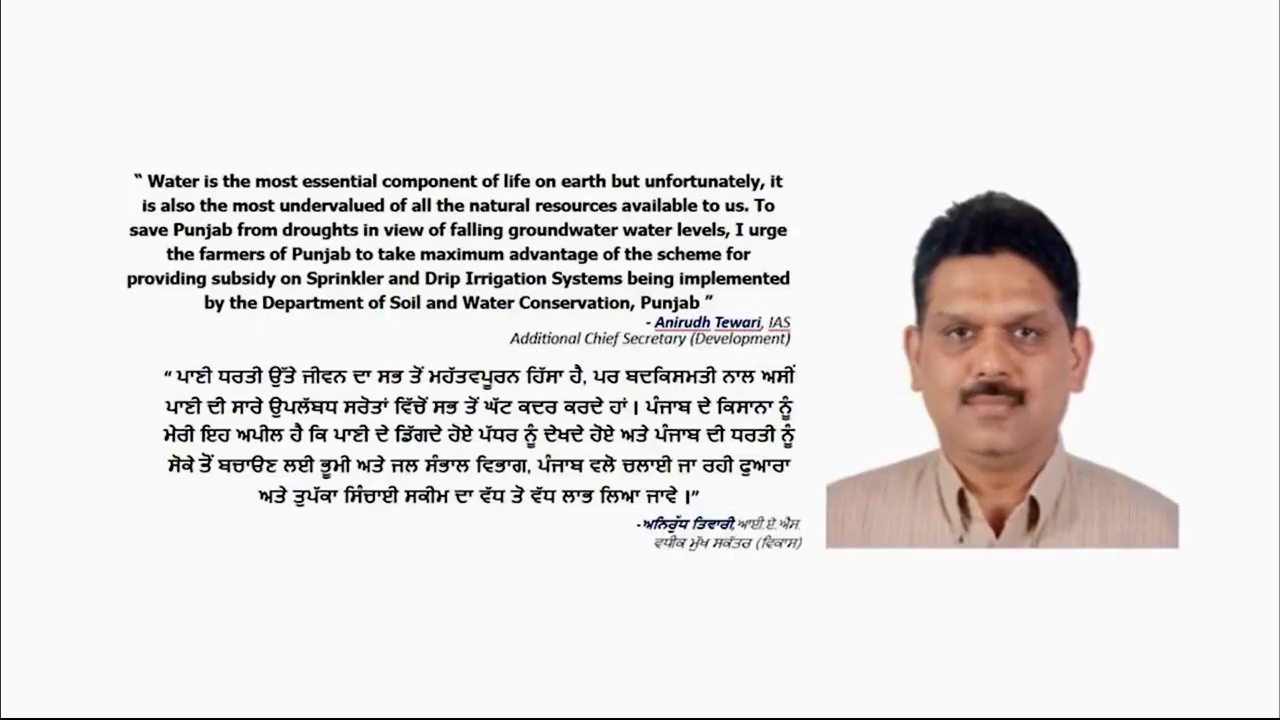 “ Water is the most essential component of life on earth but unfortunately, it
is also the most undervalued of all the natural resources available to us. To
save Punjab from droughts in view of falling groundwater water levels, I urge
the farmers of Punjab to take maximum advantage of the scheme for
providing subsidy on Sprinkler and Drip Irrigation Systems being implemented
by the Department of Soil and Water Conservation, Punjab ”
- Anirudh Tewari, IAS
Additional Chief Secretary (Development)
“ ਪਾਣੀ ਧਰਤੀ ਉੱਤੇ ਜੀਵਨ ਦਾ ਸਭ ਤੋਂ ਮਹੱਤਵਪੂਰਨ ਹਿੱਸਾ ਹੈ, ਪਰ ਬਦਕਿਸਮਤੀ ਨਾਲ ਅਸੀਂ
ਪਾਣੀ ਦੀ ਸਾਰੇ ਉਪਲੱਬਧ ਸਰੋਤਾਂ ਵਿੱਚੋਂ ਸਭ ਤੋਂ ਘੱਟ ਕਦਰ ਕਰਦੇ ਹਾਂ । ਪੰਜਾਬ ਦੇ ਕਿਸਾਨਾ ਨੂੰ
ਮੇਰੀ ਇਹ ਅਪੀਲ ਹੈ ਕਿ ਪਾਣੀ ਦੇ ਡਿੱਗਦੇ ਹੋਏ ਪੱਧਰ ਨੂੰ ਦੇਖਦੇ ਹੋਏ ਅਤੇ ਪੰਜਾਬ ਦੀ ਧਰਤੀ ਨੂੰ
ਸੋਕੇ ਤੋਂ ਬਚਾਉਣ ਲਈ ਭੂਮੀ ਅਤੇ ਜਲ ਸੰਭਾਲ ਵਿਭਾਗ, ਪੰਜਾਬ ਵਲੋ ਚਲਾਈ ਜਾ ਰਹੀ ਫੁਆਰਾ
ਅਤੇ ਤੁਪੱਕਾ ਸਿੰਚਾਈ ਸਕੀਮ ਦਾ ਵੱਧ ਤੋ ਵੱਧ ਲਾਭ ਲਿਆ ਜਾਵੇ ।”
- ਅਨਿਰੁੱਧ ਤਿਵਾਰੀ, ਆਈ.ਏ.ਐਸ.
ਵਧੀਕ ਮੁੱਖ ਸਕੱਤਰ (ਵਿਕਾਸ)